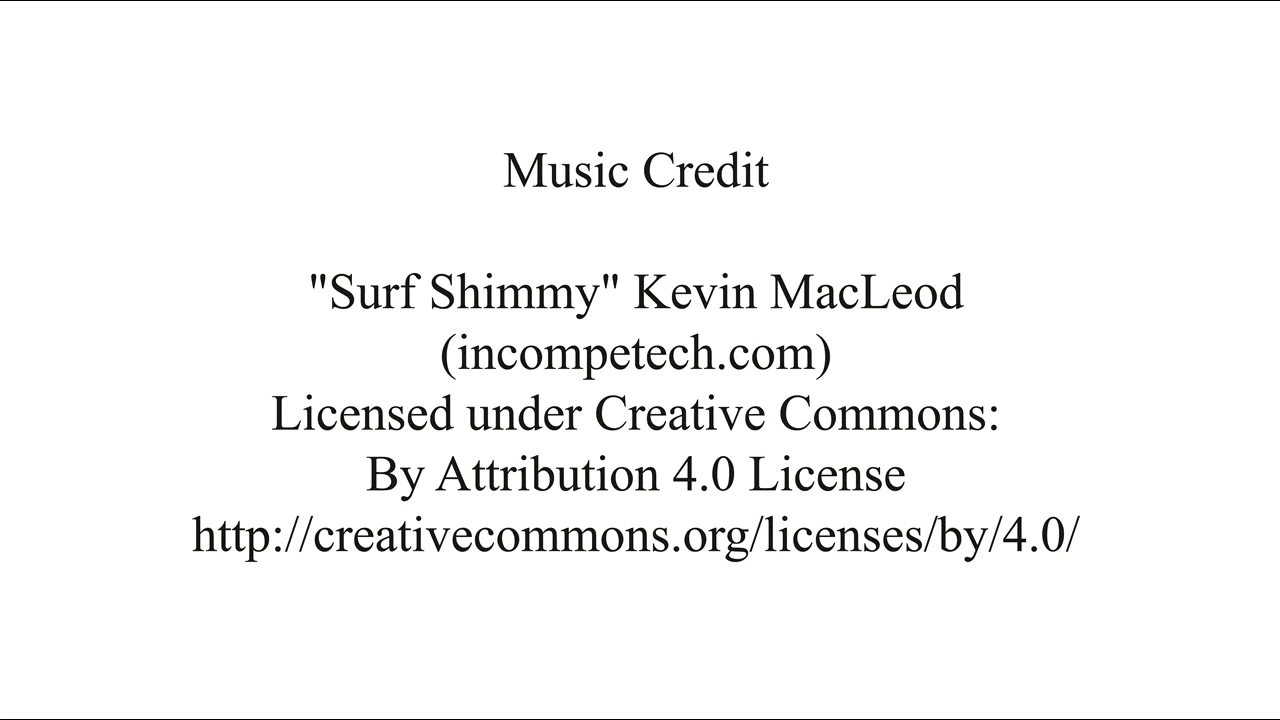 Music Credit
"Surf Shimmy" Kevin MacLeod
(incompetech.com)
Licensed under Creative Commons:
By Attribution 4.0 License
http://creativecommons.org/licenses/by/4.0/